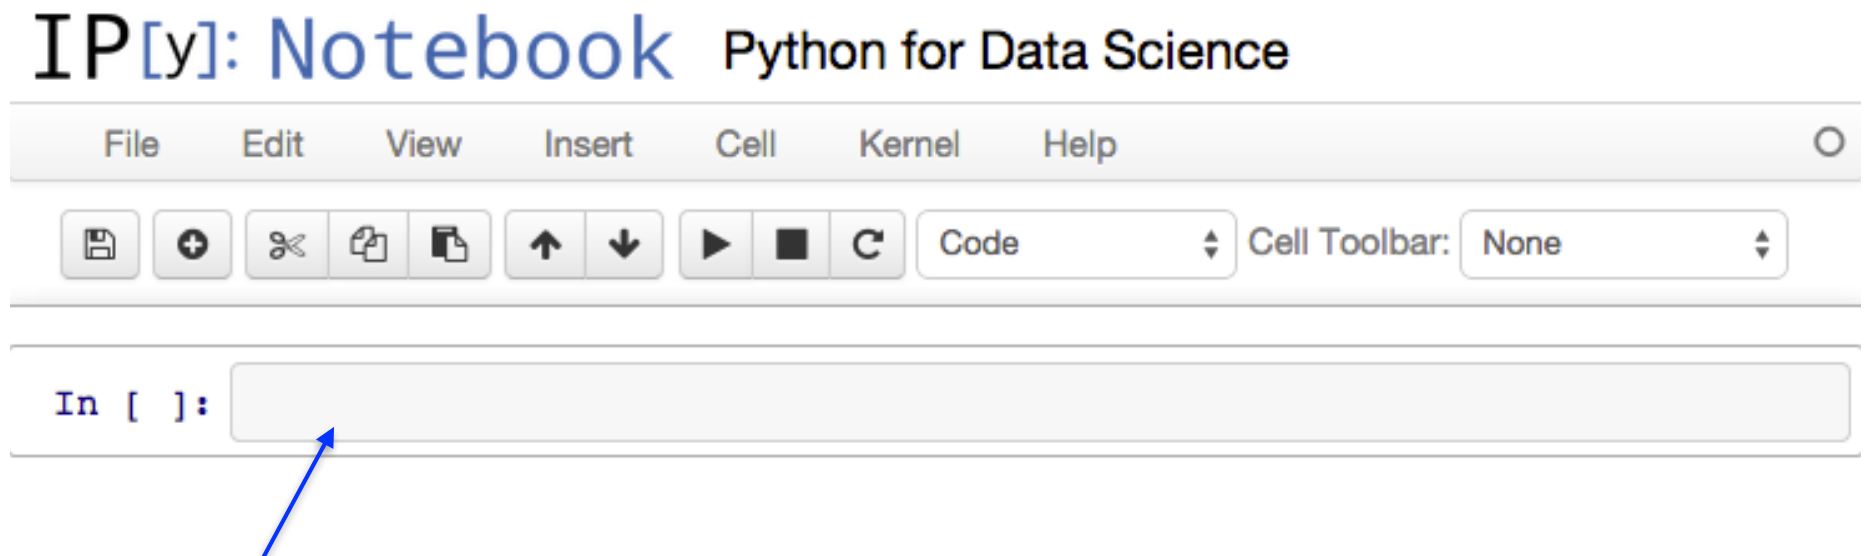 IP[y]: Notebook Python for Data Science
File Edit View Insert Cell Kernel Help
Code Cell Toolbar: None
In [ ]: